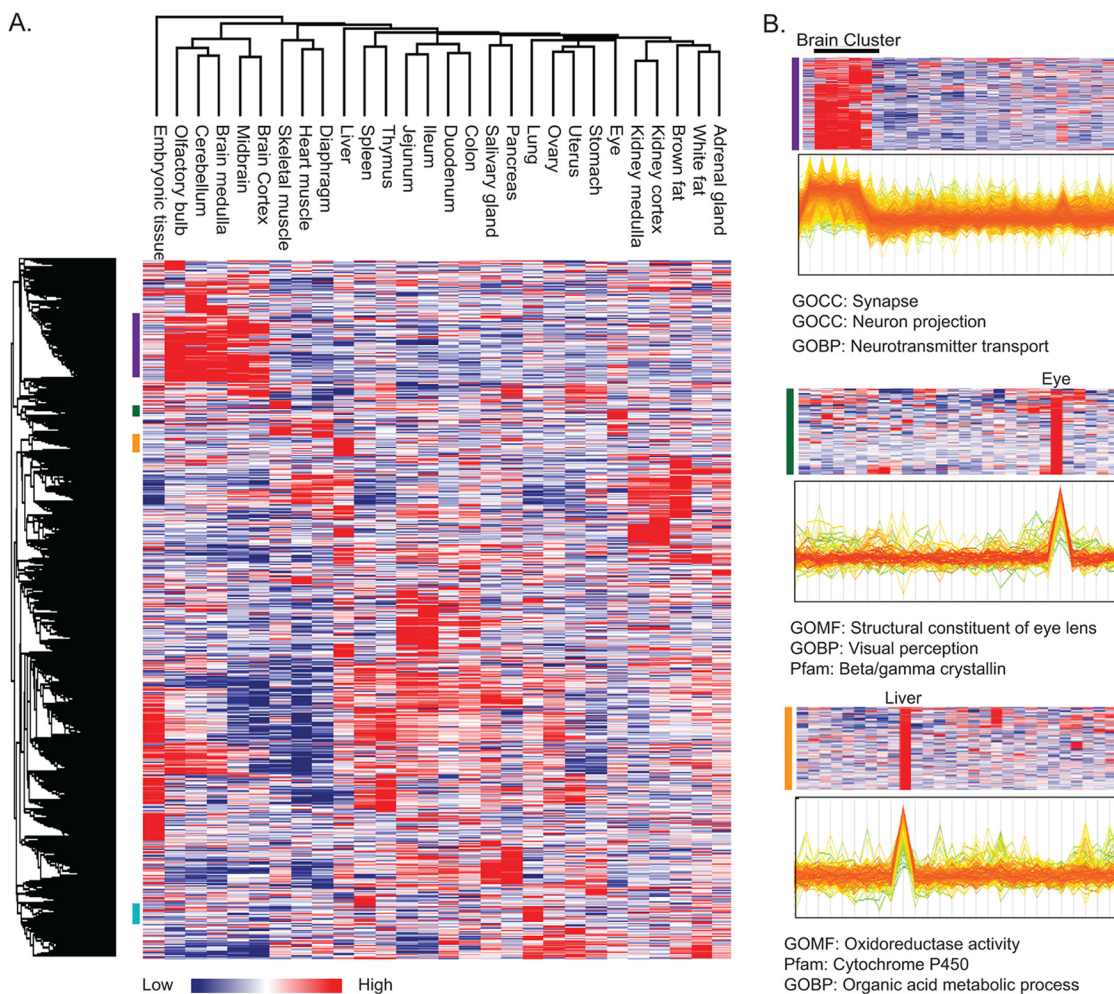 A.
Embryonic tissue
Olfactory bulb
Cerebellum
Brain medulla
Midbrain
Brain Cortex
Skeletal muscle
Heart muscle
Diaphragm
Liver
Spleen
Thymus
Jejunum
Ileum
Duodenum
Colon
Salivary gland
Pancreas
Lung
Ovary
Uterus
Stomach
Eye
Kidney medulla
Kidney cortex
Brown fat
White fat
Adrenal gland
Low
High
B.
Brain Cluster
GOCC: Synapse
GOCC: Neuron projection
GOBP: Neurotransmitter transport
Eye
GOMF: Structural constituent of eye lens
GOBP: Visual perception
Pfam: Beta/gamma crystallin
Liver
GOMF: Oxidoreductase activity
Pfam: Cytochrome P450
GOBP: Organic acid metabolic process